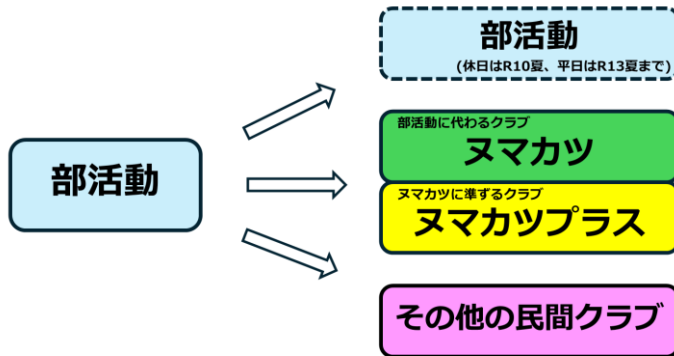 部活動
部活動
(休日はR10夏、平日はR13夏まで)
部活動に代わるクラブ
ヌマカツ
ヌマカツに準ずるクラブ
ヌマカツプラス
その他の民間クラブ